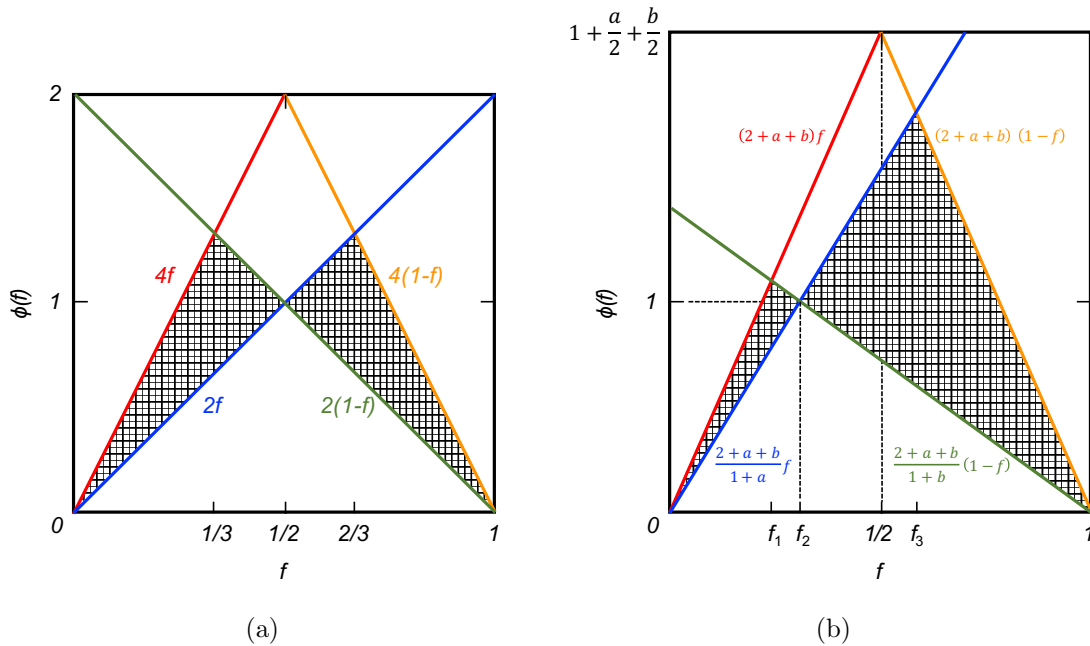 2
1
0
ϕ(f)
4f
4(1-f)
2f
2(1-f)
1/3
1/2
2/3
1
f
(a)
1 + a/2 + b/2
1
0
ϕ(f)
(2 + a + b)f
(2 + a + b) (1 − f)
(2 + a + b)/(1 + a) f
(2 + a + b)/(1 + b) (1 − f)
f₁
f₂
1/2
f₃
1
f
(b)